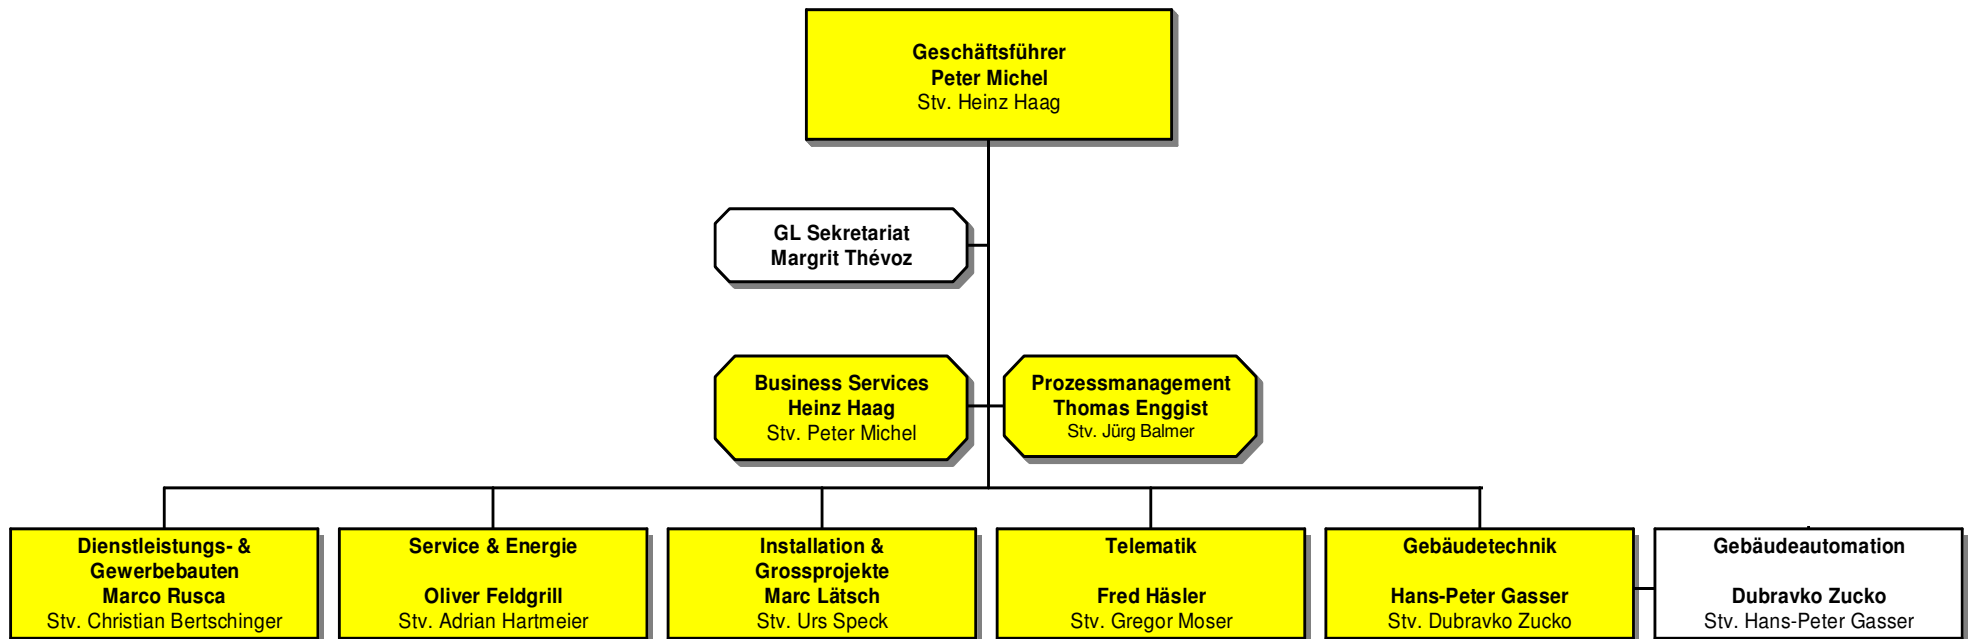 Geschäftsführer
Peter Michel
Stv. Heinz Haag
GL Sekretariat
Margrit Thévoz
Business Services
Heinz Haag
Stv. Peter Michel
Prozessmanagement
Thomas Enggist
Stv. Jürg Balmer
Dienstleistungs- &
Gewerbebauten
Marco Rusca
Stv. Christian Bertschinger
Service & Energie
Oliver Feldgrill
Stv. Adrian Hartmeier
Installation &
Grossprojekte
Marc Lätsch
Stv. Urs Speck
Telematik
Fred Häsler
Stv. Gregor Moser
Gebäudetechnik
Hans-Peter Gasser
Stv. Dubravko Zucko
Gebäudeautomation
Dubravko Zucko
Stv. Hans-Peter Gasser